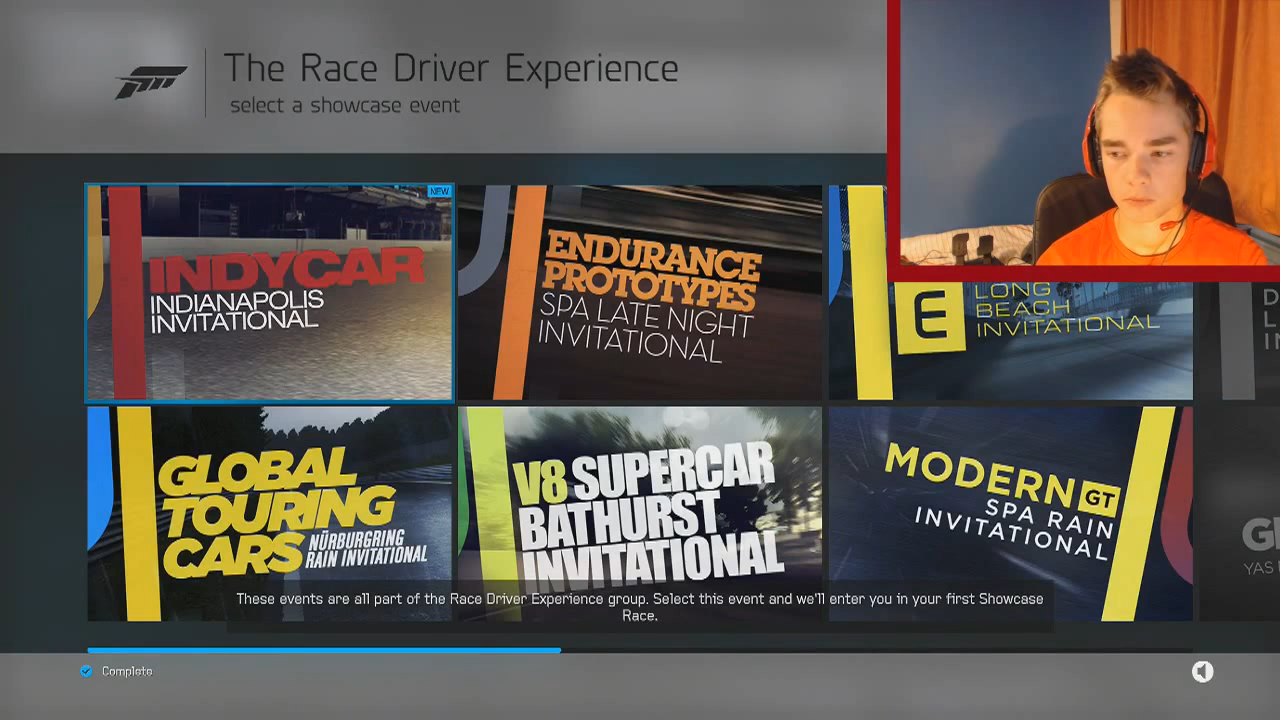 The Race Driver Experience
select a showcase event
NEW
INDYCAR
INDIANAPOLIS
INVITATIONAL
ENDURANCE
PROTOTYPES
SPA LATE NIGHT
INVITATIONAL
E
LONG
BEACH
INVITATIONAL
GLOBAL
TOURING
CARS
NÜRBURGRING
RAIN INVITATIONAL
V8 SUPERCAR
BATHURST
INVITATIONAL
MODERN GT
SPA RAIN
INVITATIONAL
YAS
These events are all part of the Race Driver Experience group. Select this event and we'll enter you in your first Showcase
Race.
Complete